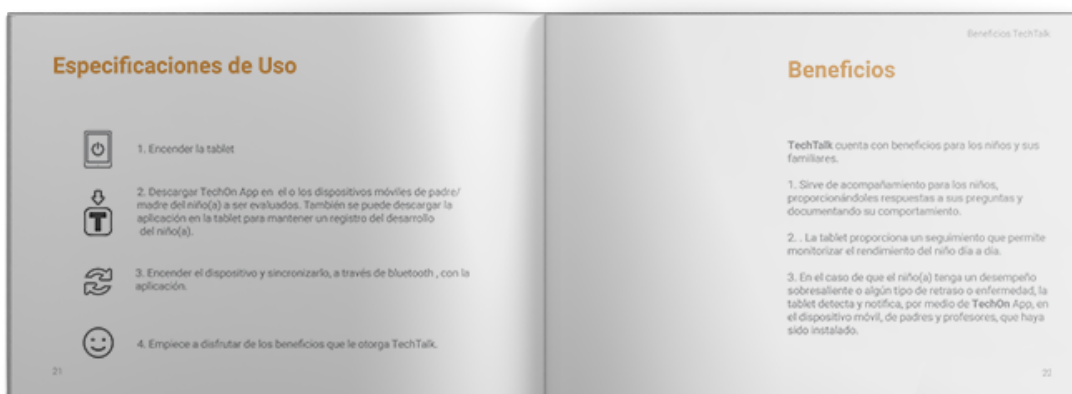 Especificaciones de Uso
1. Encender la tablet
2. Descargar TechOn App en el o los dispositivos móviles de padre/
madre del niño(a) a ser evaluados. También se puede descargar la
aplicación en la tablet para mantener un registro del desarrollo
del niño(a).
T
3. Encender el dispositivo y sincronizarlo, a través de bluetooth , con la
aplicación.
4. Empiece a disfrutar de los beneficios que le otorga TechTalk.
21
Beneficios TechTalk
Beneficios
TechTalk cuenta con beneficios para los niños y sus
familiares.
1. Sirve de acompañamiento para los niños,
proporcionándoles respuestas a sus preguntas y
documentando su comportamiento.
2. . La tablet proporciona un seguimiento que permite
monitorizar el rendimiento del niño día a día.
3. En el caso de que el niño(a) tenga un desempeño
sobresaliente o algún tipo de retraso o enfermedad, la
tablet detecta y notifica, por medio de TechOn App, en
el dispositivo móvil, de padres y profesores, que haya
sido instalado.
22